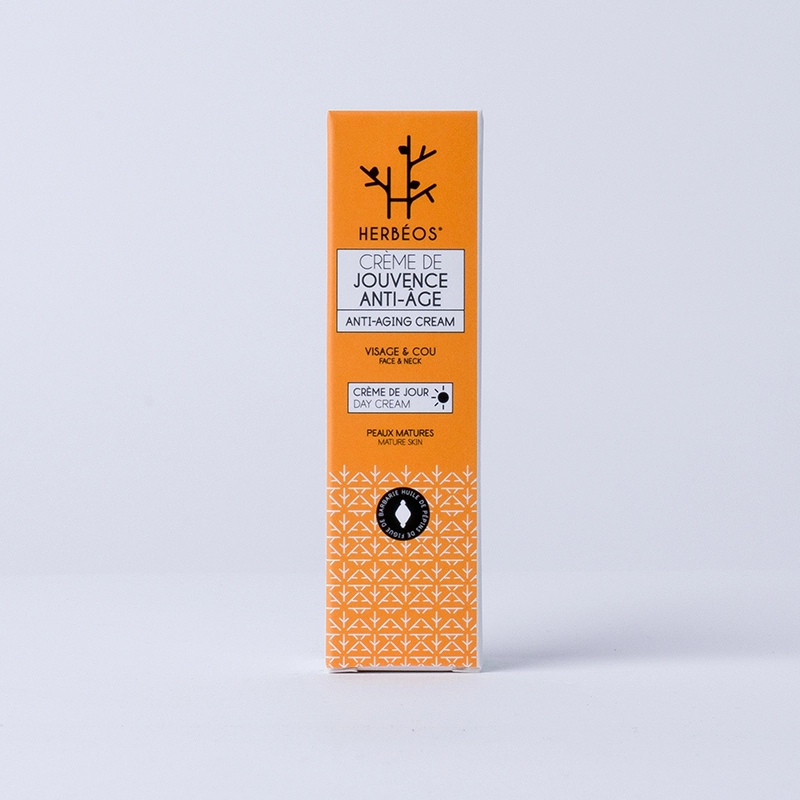 HERBÉOS®
CRÈME DE
JOUVENCE
ANTI-ÂGE
ANTI-AGING CREAM
VISAGE & COU
FACE & NECK
CRÈME DE JOUR
DAY CREAM
PEAUX MATURES
MATURE SKIN
HUILE DE PÉPINS DE FIGUE DE BARBARIE